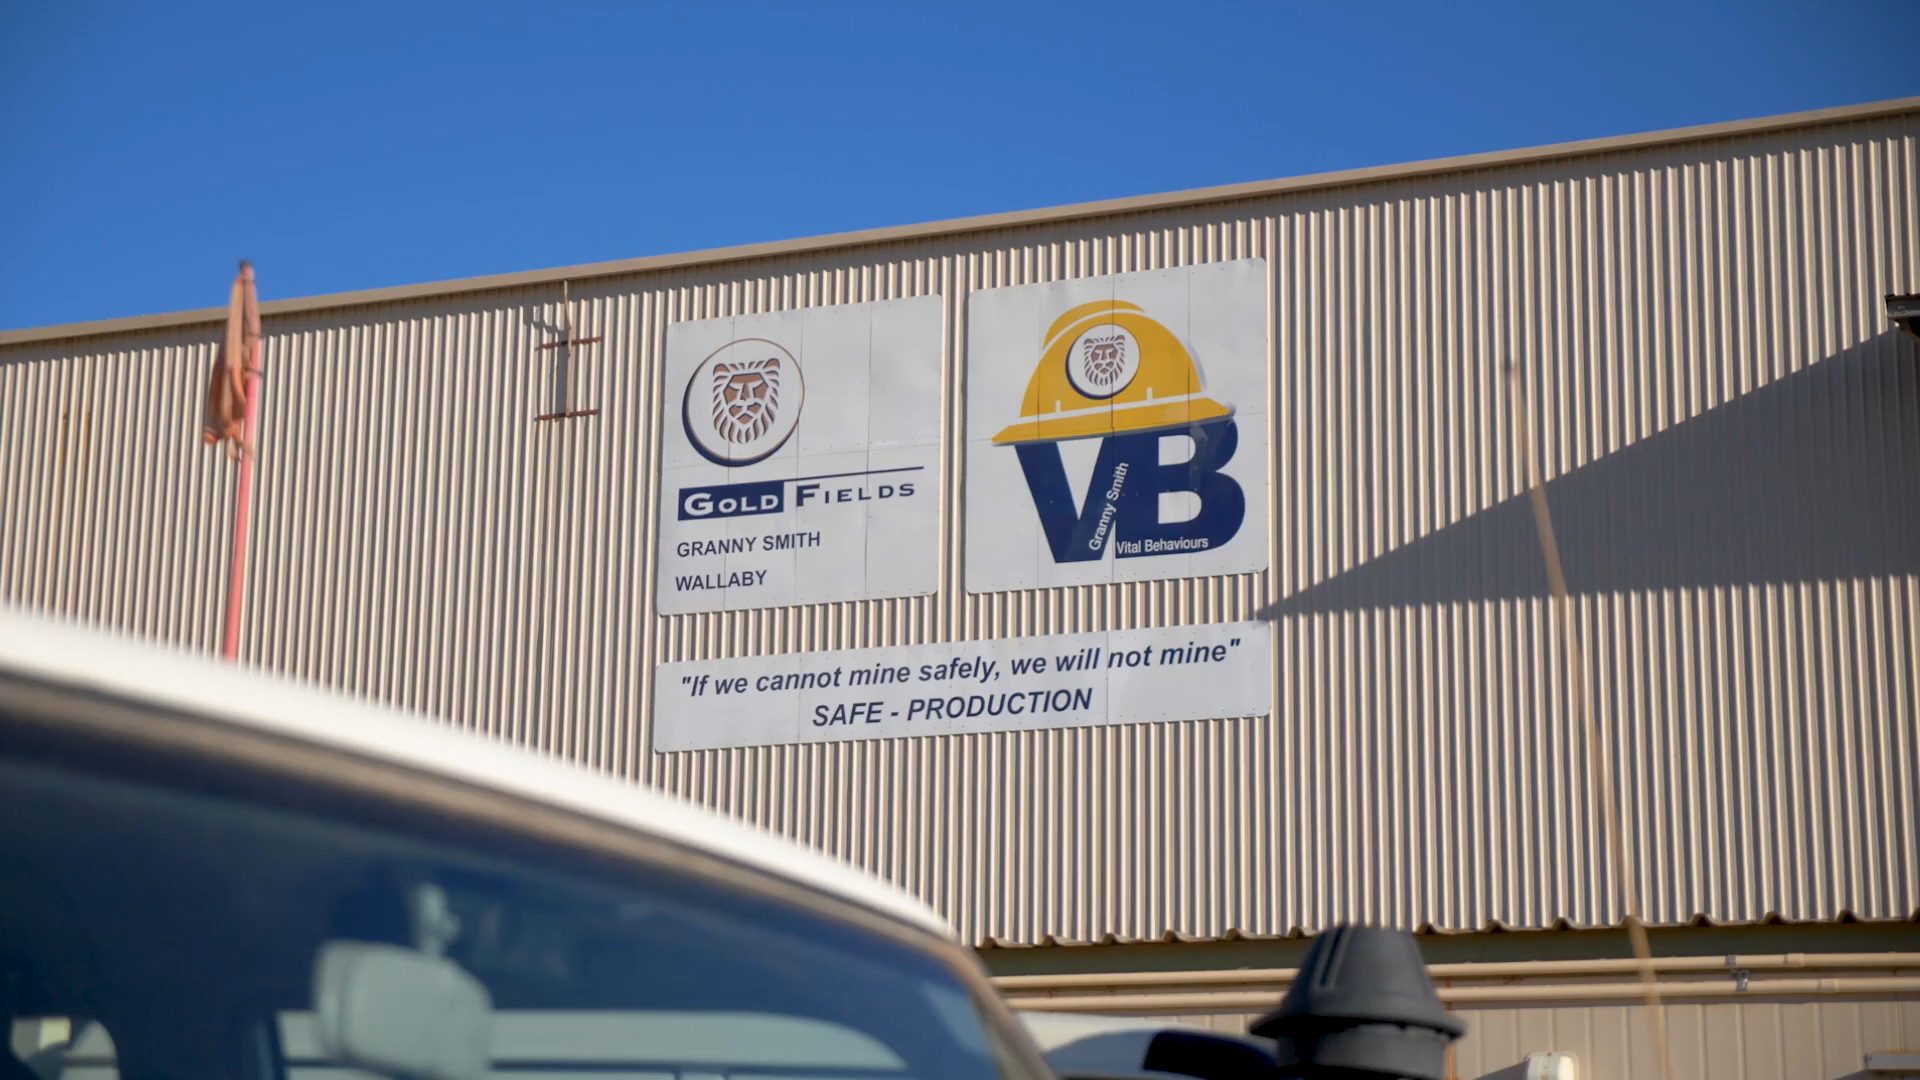 GOLD FIELDS
GRANNY SMITH
WALLABY
VB
Granny Smith
Vital Behaviours
"If we cannot mine safely, we will not mine"
SAFE - PRODUCTION